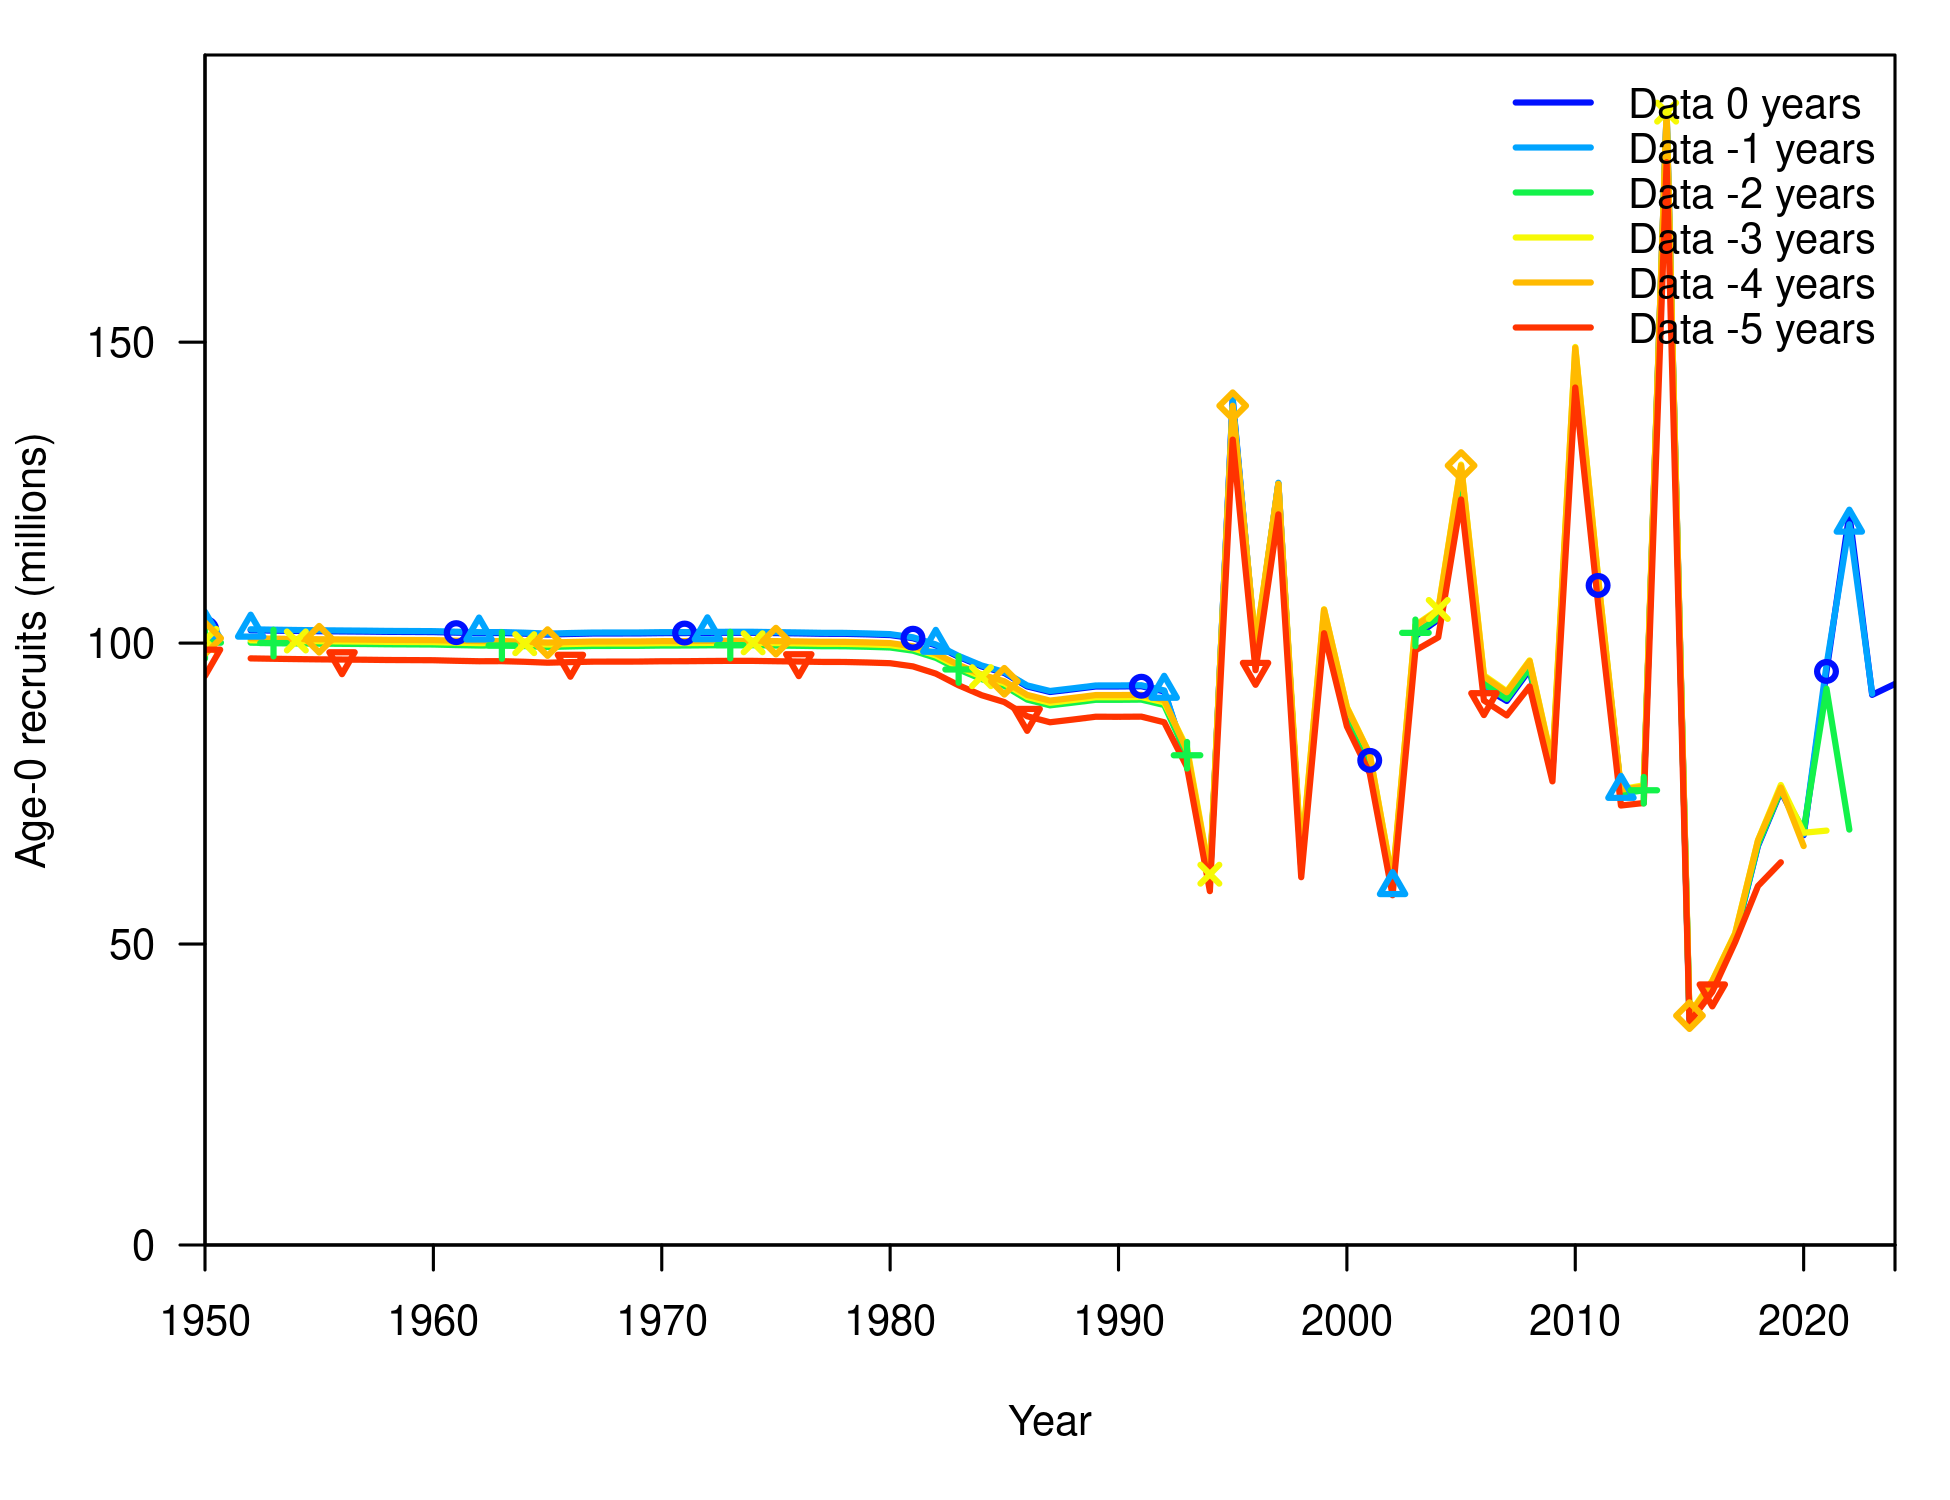 Data 0 years
Data -1 years
Data -2 years
Data -3 years
Data -4 years
Data -5 years
150
100
50
0
Age-0 recruits (millions)
1950 1960 1970 1980 1990 2000 2010 2020
Year